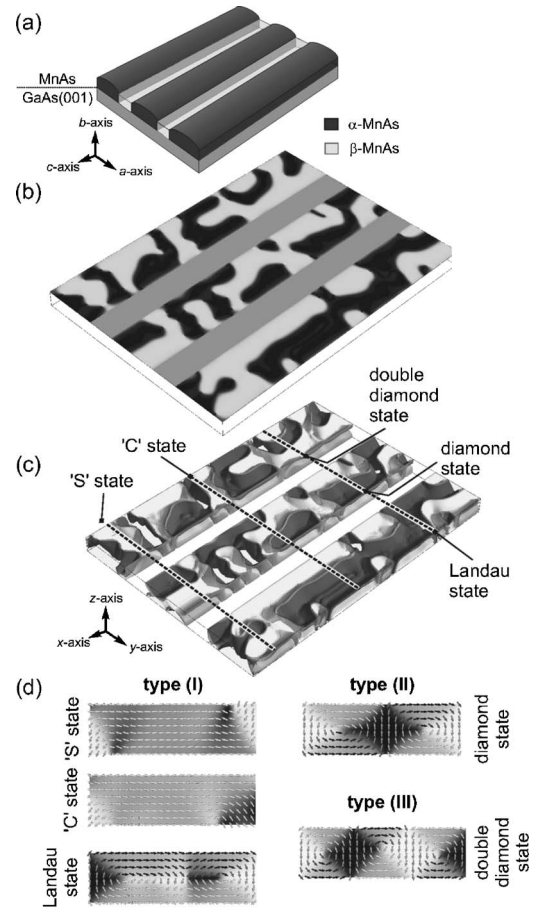 (a)
MnAs
GaAs(001)
b-axis
c-axis
a-axis
α-MnAs
β-MnAs
(b)
double
diamond
state
(c)
'C' state
diamond
state
'S' state
Landau
state
z-axis
x-axis
y-axis
(d)
type (I)
type (II)
'S' state
diamond
state
'C' state
type (III)
Landau
state
double
diamond
state